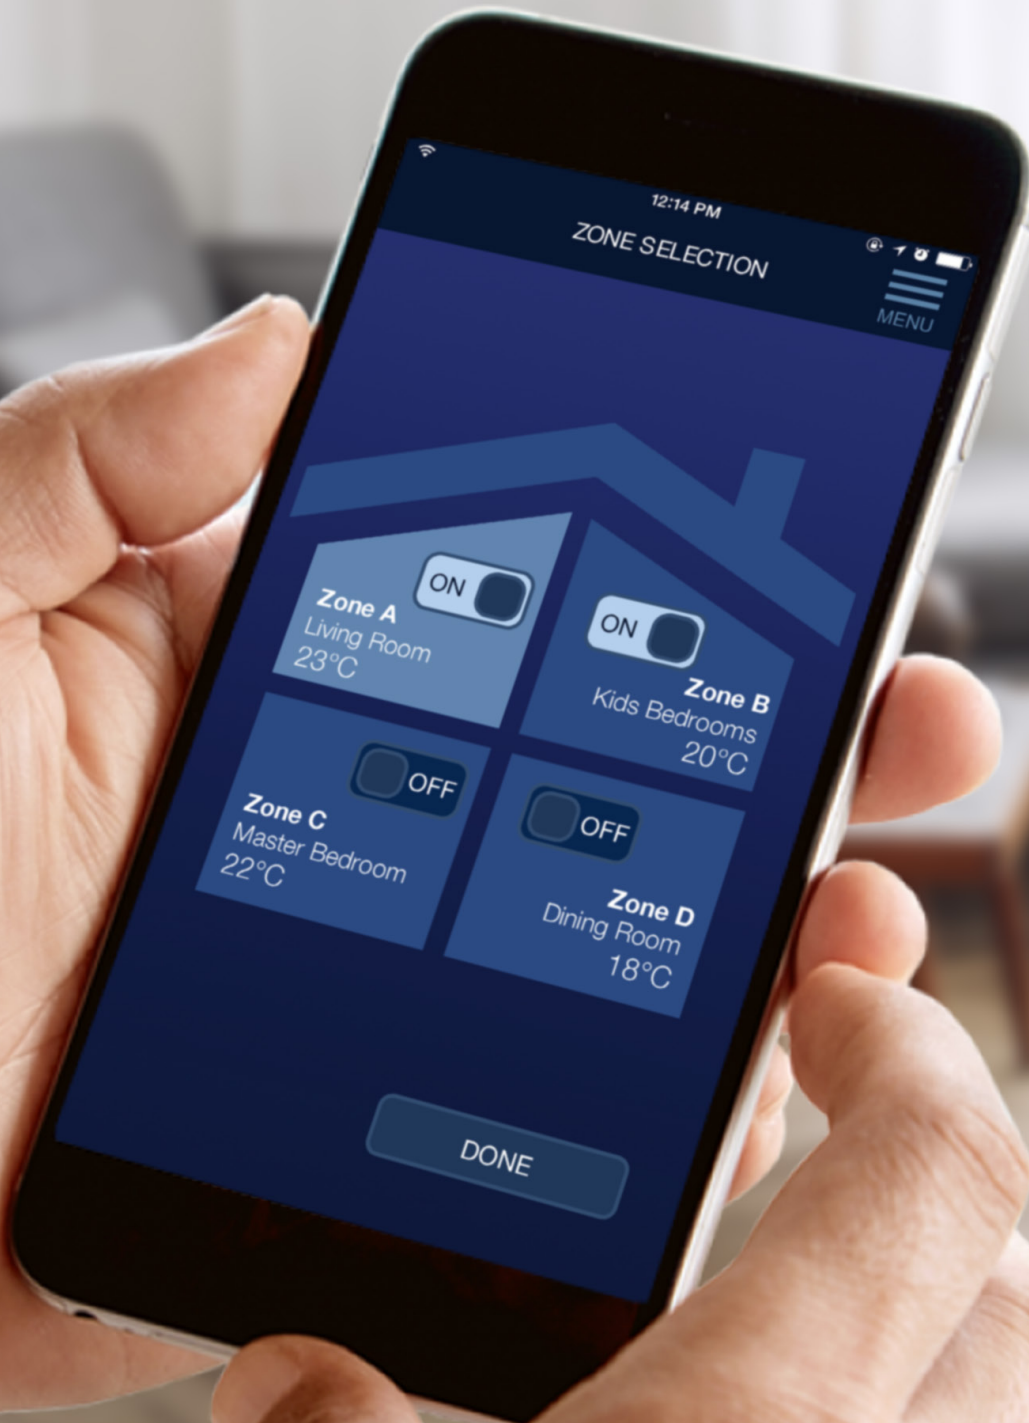 12:14 PM
ZONE SELECTION
MENU
ON
Zone A
Living Room
23°C
ON
Zone B
Kids Bedrooms
20°C
OFF
Zone C
Master Bedroom
22°C
OFF
Zone D
Dining Room
18°C
DONE